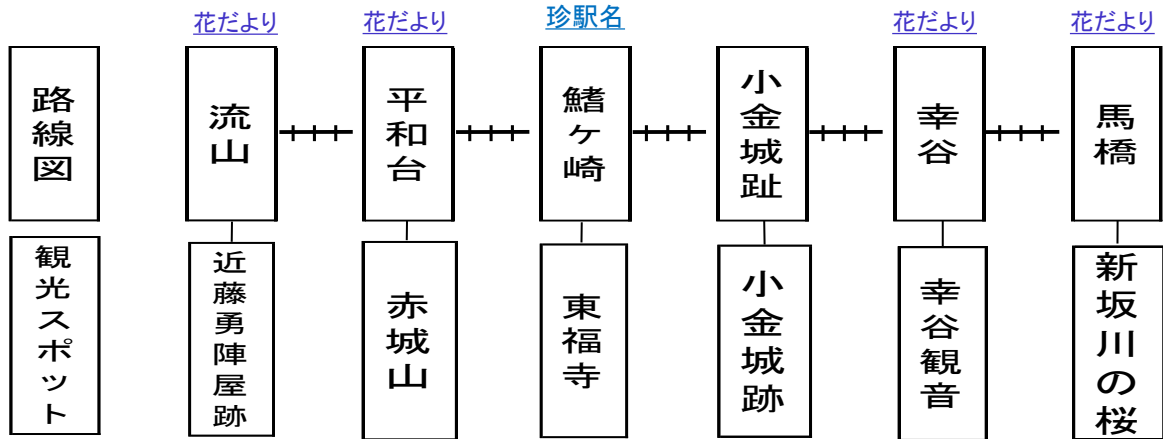 花だより
花だより
珍駅名
花だより
花だより
路線図
流山
平和台
鰭ヶ崎
小金城趾
幸谷
馬橋
観光スポット
近藤勇陣屋跡
赤城山
東福寺
小金城跡
幸谷観音
新坂川の桜